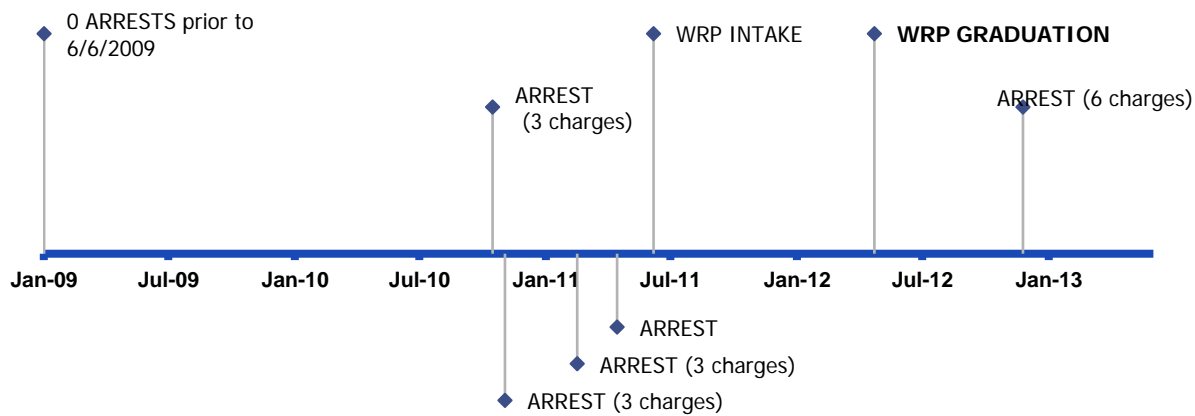 0 ARRESTS prior to
6/6/2009
WRP INTAKE
WRP GRADUATION
ARREST
(3 charges)
ARREST (6 charges)
Jan-09
Jul-09
Jan-10
Jul-10
Jan-11
Jul-11
Jan-12
Jul-12
Jan-13
ARREST
ARREST (3 charges)
ARREST (3 charges)